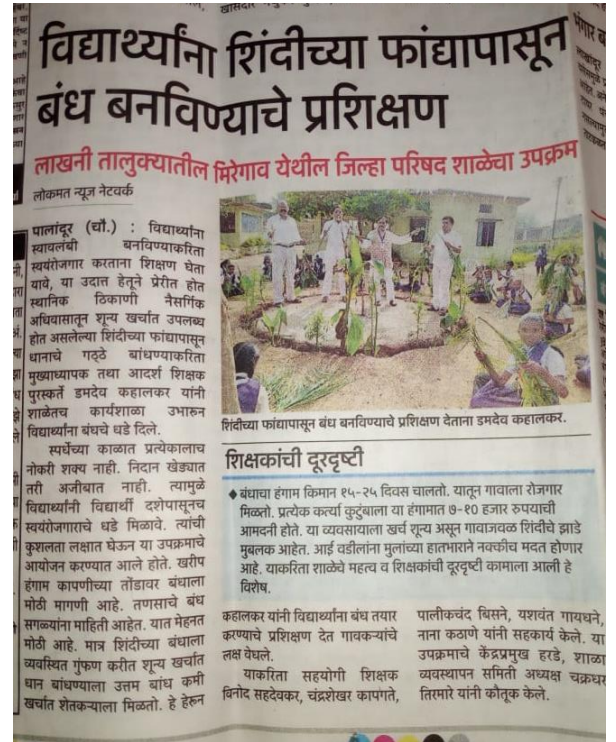 विद्यार्थ्यांना शिंदीच्या फांद्यापासून
बंध बनविण्याचे प्रशिक्षण
लाखनी तालुक्यातील मिरेगाव येथील जिल्हा परिषद शाळेचा उपक्रम
लोकमत न्यूज नेटवर्क
पालांदूर (चौ.) : विद्यार्थ्यांना
स्वावलंबी बनविण्याकरिता
स्वयंरोजगार करताना शिक्षण घेता
यावे, या उदात्त हेतूने प्रेरीत होत
स्थानिक ठिकाणी नैसर्गिक
अधिवासातून शून्य खर्चात उपलब्ध
होत असलेल्या शिंदीच्या फांद्यापासून
धानाचे गठ्ठे बांधण्याकरिता
मुख्याध्यापक तथा आदर्श शिक्षक
पुरस्कर्ते डमदेव कहालकर यांनी
शाळेतच कार्यशाळा उभारून
विद्यार्थ्यांना बंधचे धडे दिले.
स्पर्धेच्या काळात प्रत्येकालाच
नोकरी शक्य नाही. निदान खेड्यात
तरी अजीबात नाही. त्यामुळे
विद्यार्थ्यांनी विद्यार्थी दशेपासूनच
स्वयंरोजगाराचे धडे मिळावे. त्यांची
कुशलता लक्षात घेऊन या उपक्रमाचे
आयोजन करण्यात आले होते. खरीप
हंगाम कापणीच्या तोंडावर बंधाला
मोठी मागणी आहे. तणसाचे बंध
सगळ्यांना माहिती आहेत. यात मेहनत
मोठी आहे. मात्र शिंदीच्या बंधाला
व्यवस्थित गुंफण करीत शून्य खर्चात
धान बांधण्याला उत्तम बांध कमी
खर्चात शेतकऱ्याला मिळतो. हे हेरून
शिंदीच्या फांद्यापासून बंध बनविण्याचे प्रशिक्षण देताना डमदेव कहालकर.
शिक्षकांची दूरदृष्टी
◆ बंधाचा हंगाम किमान १५-२५ दिवस चालतो. यातून गावाला रोजगार
मिळतो. प्रत्येक कर्त्या कुटुंबाला या हंगामात ७-१० हजार रुपयाची
आमदनी होते. या व्यवसायाला खर्च शून्य असून गावाजवळ शिंदीचे झाडे
मुबलक आहेत. आई वडीलांना मुलांच्या हातभाराने नक्कीच मदत होणार
आहे. याकरिता शाळेचे महत्व व शिक्षकांची दूरदृष्टी कामाला आली हे
विशेष.
कहालकर यांनी विद्यार्थ्यांना बंध तयार
करण्याचे प्रशिक्षण देत गावकऱ्यांचे
लक्ष वेधले.
याकरिता सहयोगी शिक्षक
विनोद सहदेवकर, चंद्रशेखर कापगते,
पालीकचंद बिसने, यशवंत गायधने,
नाना कठाणे यांनी सहकार्य केले. या
उपक्रमाचे केंद्रप्रमुख हरडे, शाळा
व्यवस्थापन समिती अध्यक्ष चक्रधर
तिरमारे यांनी कौतूक केले.